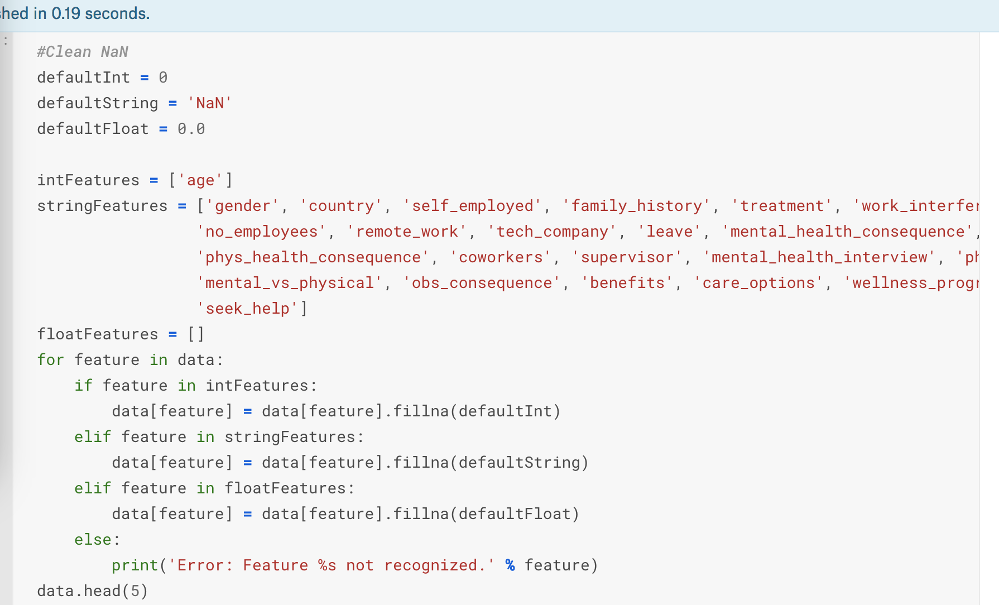 in 0.19 seconds.
#Clean NaN
defaultInt = 0
defaultString = 'NaN'
defaultFloat = 0.0
intFeatures = ['age']
stringFeatures = ['gender', 'country', 'self_employed', 'family_history', 'treatment',
'no_employees', 'remote_work', 'tech_company', 'leave', 'mental_health_consequence',
'phys_health_consequence', 'coworkers', 'supervisor', 'mental_health_interview',
'mental_vs_physical', 'obs_consequence', 'benefits', 'care_options',
'seek_help']
floatFeatures = []
for feature in data:
    if feature in intFeatures:
        data[feature] = data[feature].fillna(defaultInt)
    elif feature in stringFeatures:
        data[feature] = data[feature].fillna(defaultString)
    elif feature in floatFeatures:
        data[feature] = data[feature].fillna(defaultFloat)
    else:
        print('Error: Feature %s not recognized.' % feature)
data.head(5)